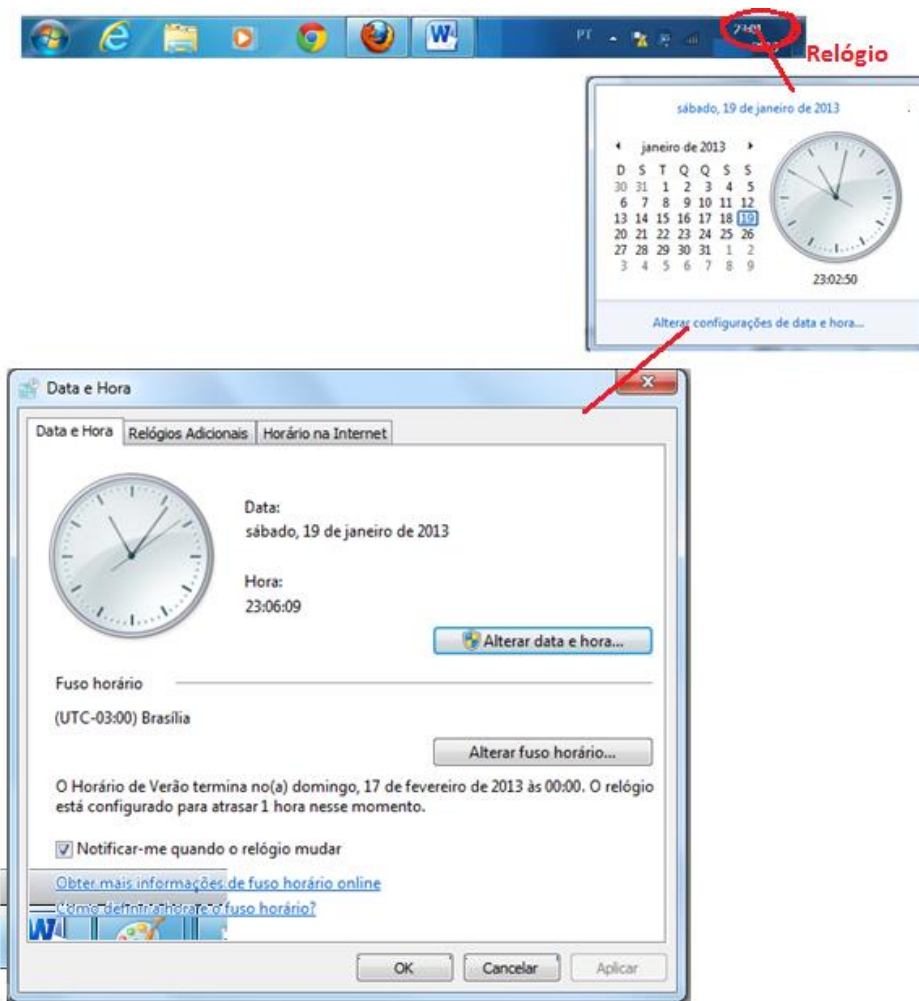 PT 23:01
Relógio
sábado, 19 de janeiro de 2013
janeiro de 2013
D S T Q Q S S
30 31 1 2 3 4 5
6 7 8 9 10 11 12
13 14 15 16 17 18 19
20 21 22 23 24 25 26
27 28 29 30 31 1 2
3 4 5 6 7 8 9
23:02:50
Alterar configurações de data e hora...
Data e Hora
Data e Hora Relógios Adicionais Horário na Internet
Data:
sábado, 19 de janeiro de 2013
Hora:
23:06:09
Alterar data e hora...
Fuso horário
(UTC-03:00) Brasília
Alterar fuso horário...
O Horário de Verão termina no(a) domingo, 17 de fevereiro de 2013 às 00:00. O relógio
está configurado para atrasar 1 hora nesse momento.
Notificar-me quando o relógio mudar
Obter mais informações de fuso horário online
Como definir a hora e o fuso horário?
OK Cancelar Aplicar